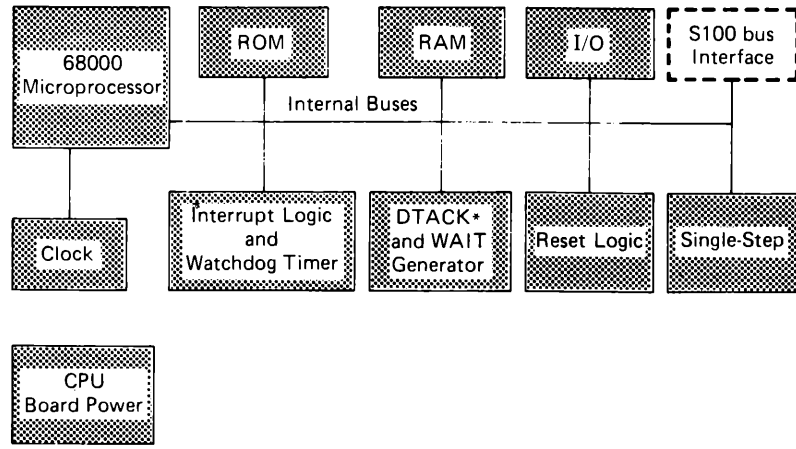 68000
Microprocessor
ROM
RAM
I/O
S100 bus
Interface
Internal Buses
Clock
Interrupt Logic
and
Watchdog Timer
DTACK*
and WAIT
Generator
Reset Logic
Single-Step
CPU
Board Power